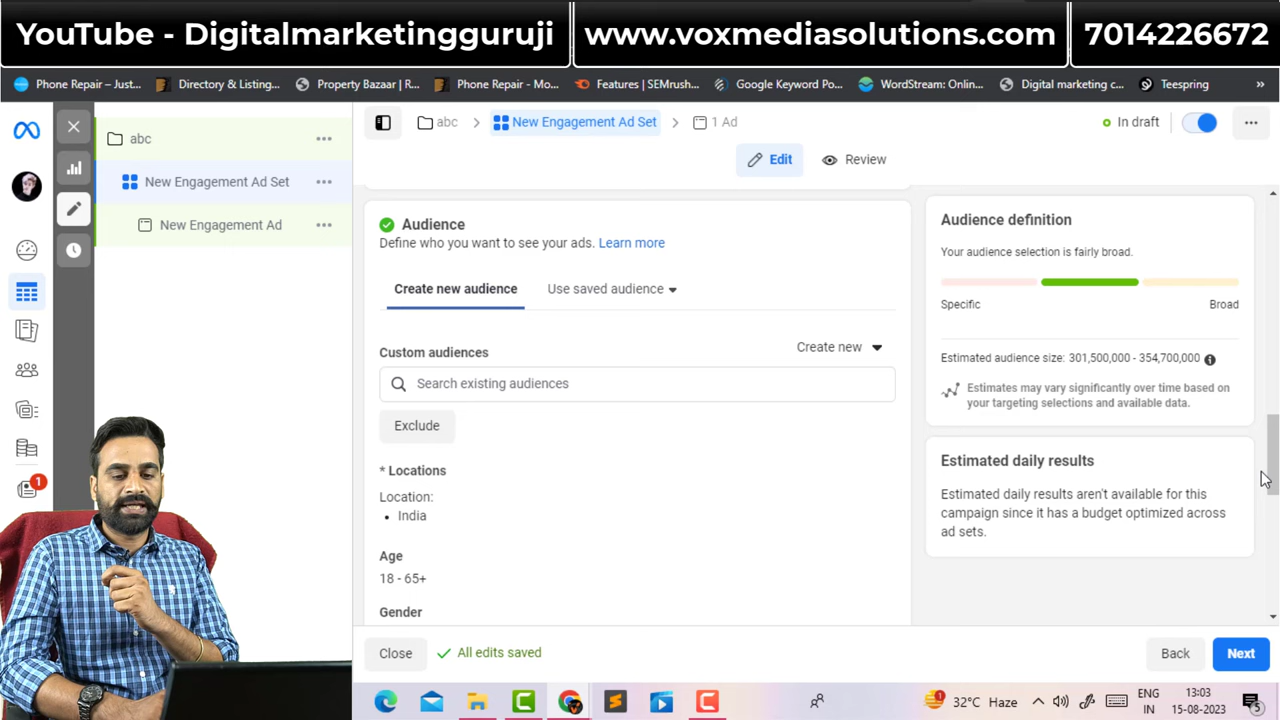 YouTube - Digitalmarketingguruji
www.voxmediasolutions.com
7014226672
Phone Repair – Just...
Directory & Listing...
Property Bazaar | R...
Phone Repair - Mo...
Features | SEMrush...
Google Keyword Po...
WordStream: Onlin...
Digital marketing c...
Teespring
»
abc
New Engagement Ad Set
1 Ad
In draft
Edit
Review
abc
New Engagement Ad Set
New Engagement Ad
1
Audience
Define who you want to see your ads. Learn more
Create new audience
Use saved audience
Custom audiences
Create new
Search existing audiences
Exclude
* Locations
Location:
• India
Age
18 - 65+
Gender
Audience definition
Your audience selection is fairly broad.
Specific
Broad
Estimated audience size: 301,500,000 - 354,700,000
Estimates may vary significantly over time based on
your targeting selections and available data.
Estimated daily results
Estimated daily results aren't available for this
campaign since it has a budget optimized across
ad sets.
Close
All edits saved
Back
Next
1
32°C Haze
ENG
IN
13:03
15-08-2023
5